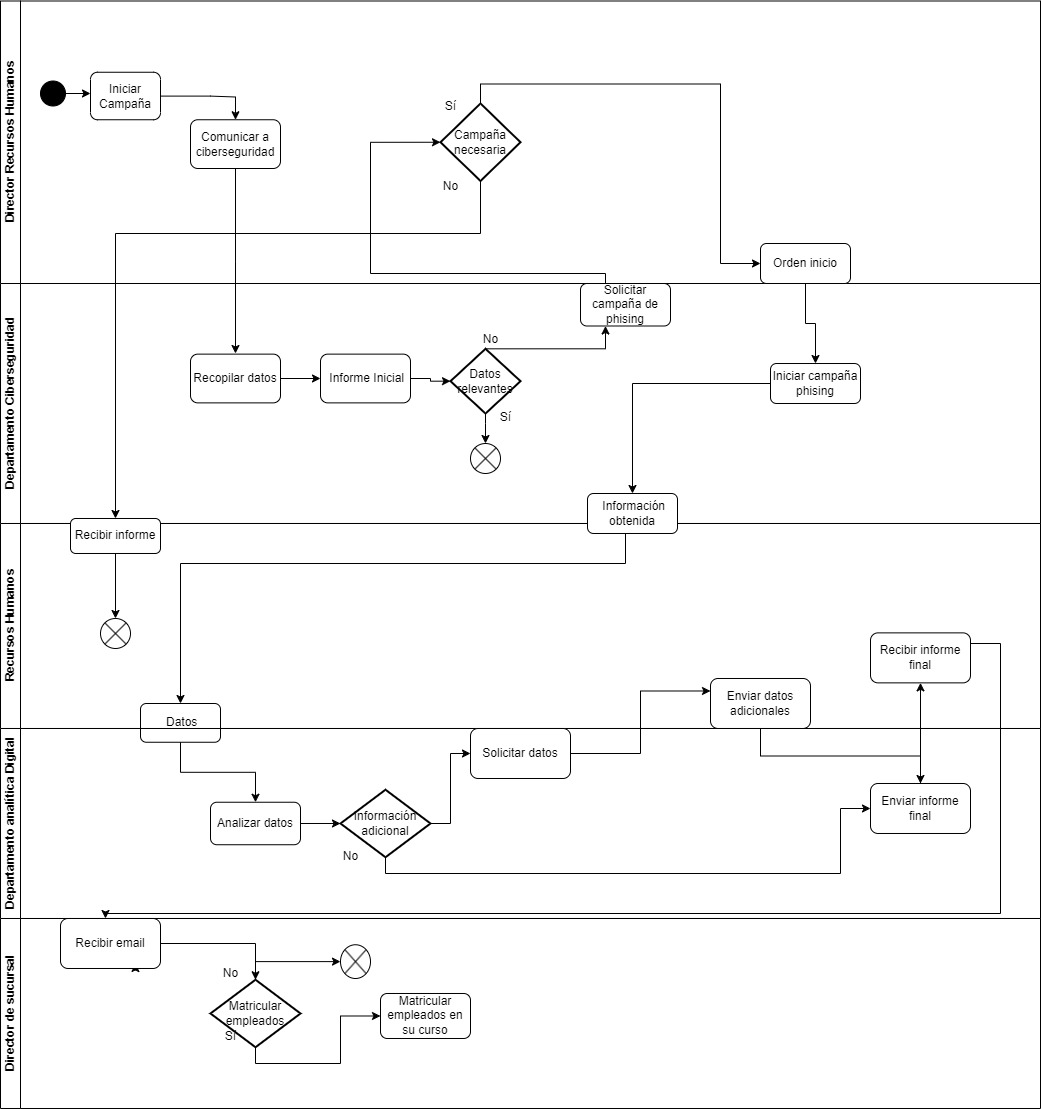 Director Recursos Humanos
Iniciar
Campaña
Comunicar a
ciberseguridad
Sí
Campaña
necesaria
No
Orden inicio
Departamento Ciberseguridad
Solicitar
campaña de
phising
Recopilar datos
Informe Inicial
No
Datos
relevantes
Sí
Iniciar campaña
phising
Información
obtenida
Recursos Humanos
Recibir informe
Recibir informe
final
Enviar datos
adicionales
Datos
Departamento analítica Digital
Solicitar datos
Analizar datos
Información
adicional
No
Enviar informe
final
Director de sucursal
Recibir email
No
Matricular
empleados
Sí
Matricular
empleados en
su curso